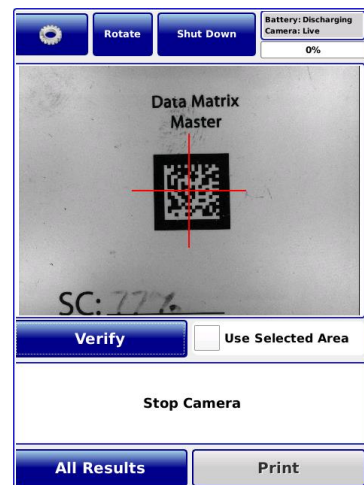 Rotate
Shut Down
Battery: Discharging
Camera: Live
0%
Data Matrix
Master
SC: 77%
Verify
Use Selected Area
Stop Camera
All Results
Print